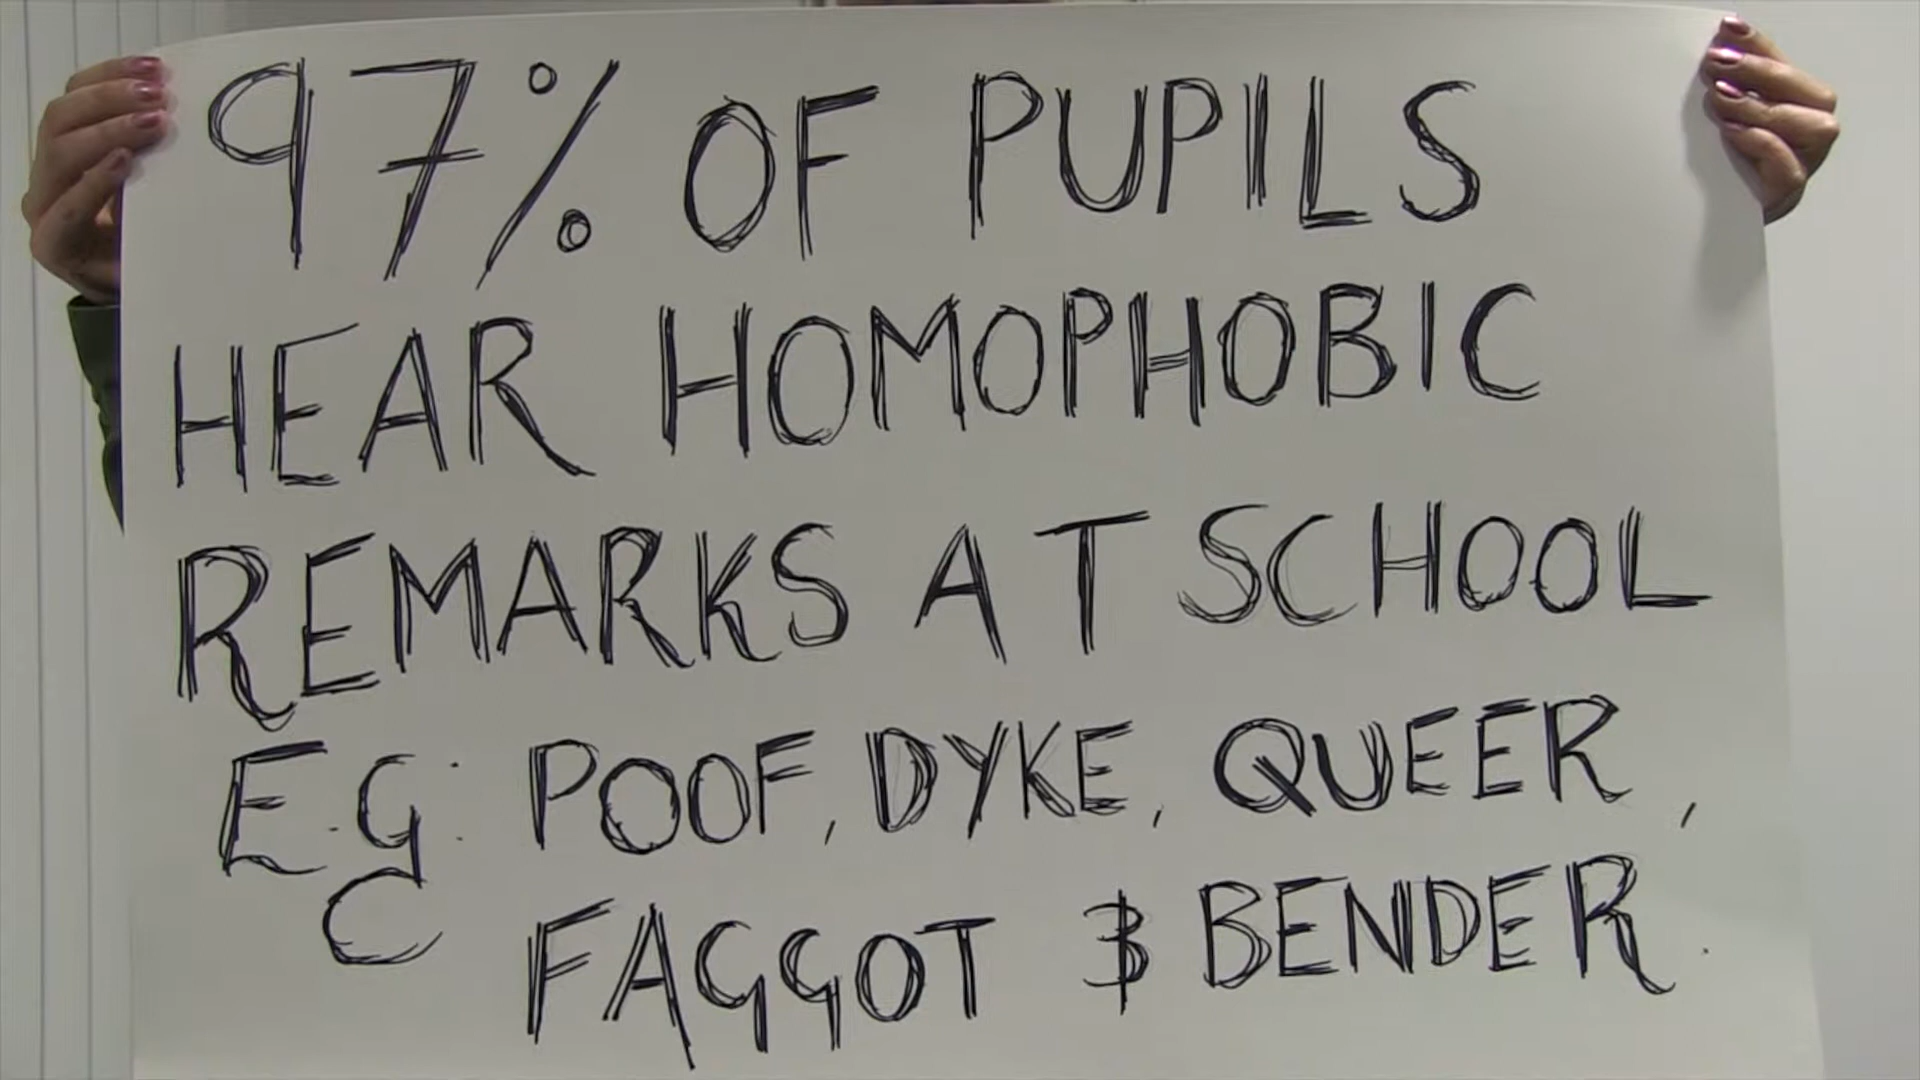 97% OF PUPILS
HEAR HOMOPHOBIC
REMARKS AT SCHOOL
E.G: POOF, DYKE, QUEER,
FAGGOT & BENDER.